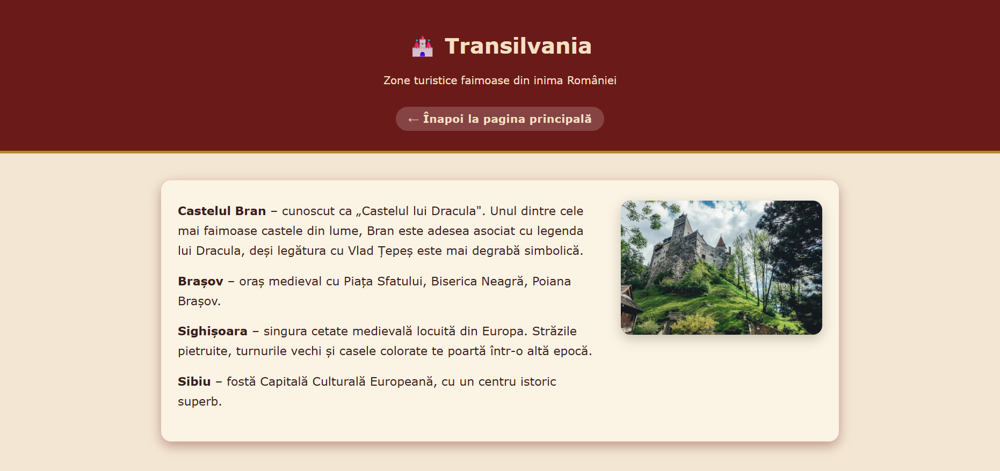 🏰 Transilvania
Zone turistice faimoase din inima României
← Înapoi la pagina principală
Castelul Bran – cunoscut ca „Castelul lui Dracula". Unul dintre cele
mai faimoase castele din lume, Bran este adesea asociat cu legenda
lui Dracula, deși legătura cu Vlad Țepeș este mai degrabă simbolică.
Brașov – oraș medieval cu Piața Sfatului, Biserica Neagră, Poiana
Brașov.
Sighișoara – singura cetate medievală locuită din Europa. Străzile
pietruite, turnurile vechi și casele colorate te poartă într-o altă epocă.
Sibiu – fostă Capitală Culturală Europeană, cu un centru istoric
superb.